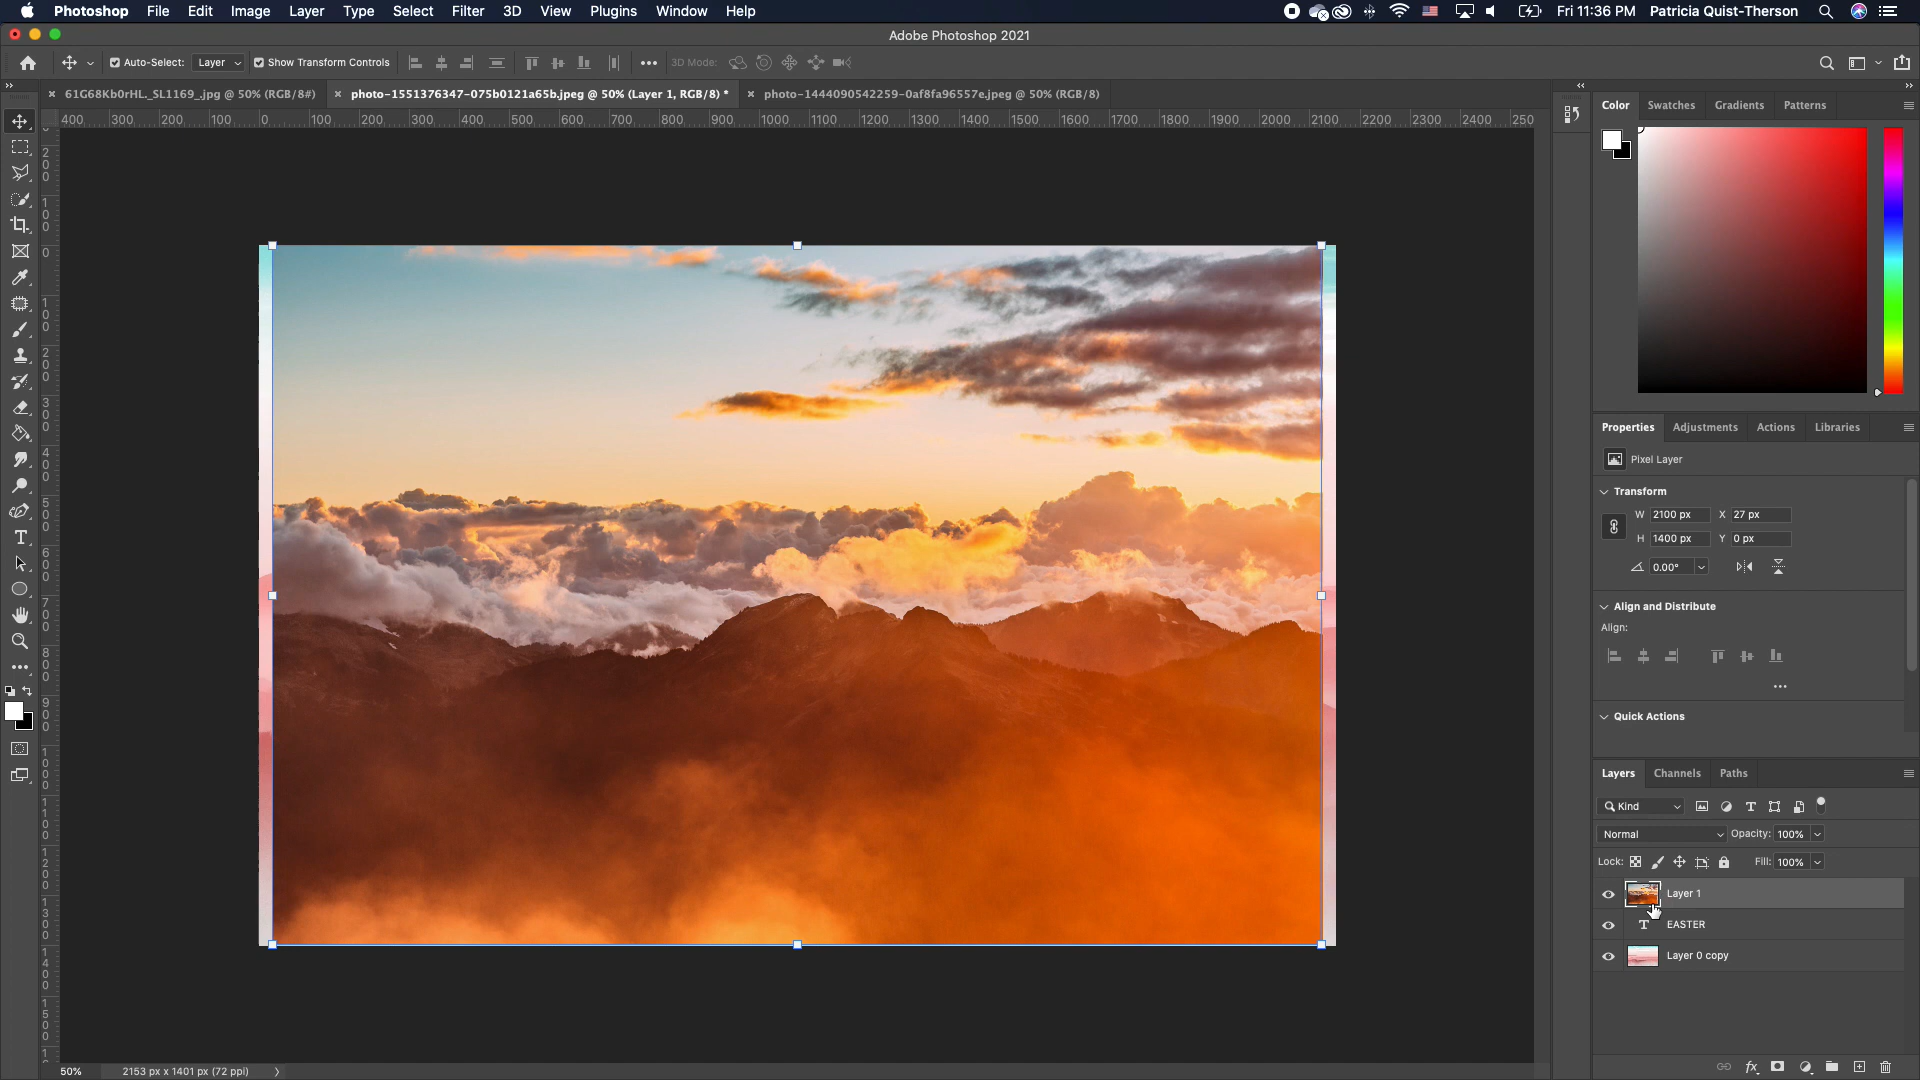 Photoshop File Edit Image Layer Type Select Filter 3D View Plugins Window Help
Fri 11:36 PM Patricia Quist-Therson
Adobe Photoshop 2021
Auto-Select: Layer Show Transform Controls 3D Mode:
61G68Kb0rHL._SL1169_.jpg @ 50% (RGB/8#)
photo-1551376347-075b0121a65b.jpeg @ 50% (Layer 1, RGB/8) *
photo-1444090542259-0af8fa96557e.jpeg @ 50% (RGB/8)
400 300 200 100 0 100 200 300 400 500 600 700 800 900 1000 1100 1200 1300 1400 1500 1600 1700 1800 1900 2000 2100 2200 2300 2400 250
Color Swatches Gradients Patterns
Properties Adjustments Actions Libraries
Pixel Layer
Transform
W 2100 px X 27 px
H 1400 px Y 0 px
0.00°
Align and Distribute
Align:
Quick Actions
Layers Channels Paths
Kind
Normal Opacity: 100%
Lock: Fill: 100%
Layer 1
EASTER
Layer 0 copy
50% 2153 px x 1401 px (72 ppi)